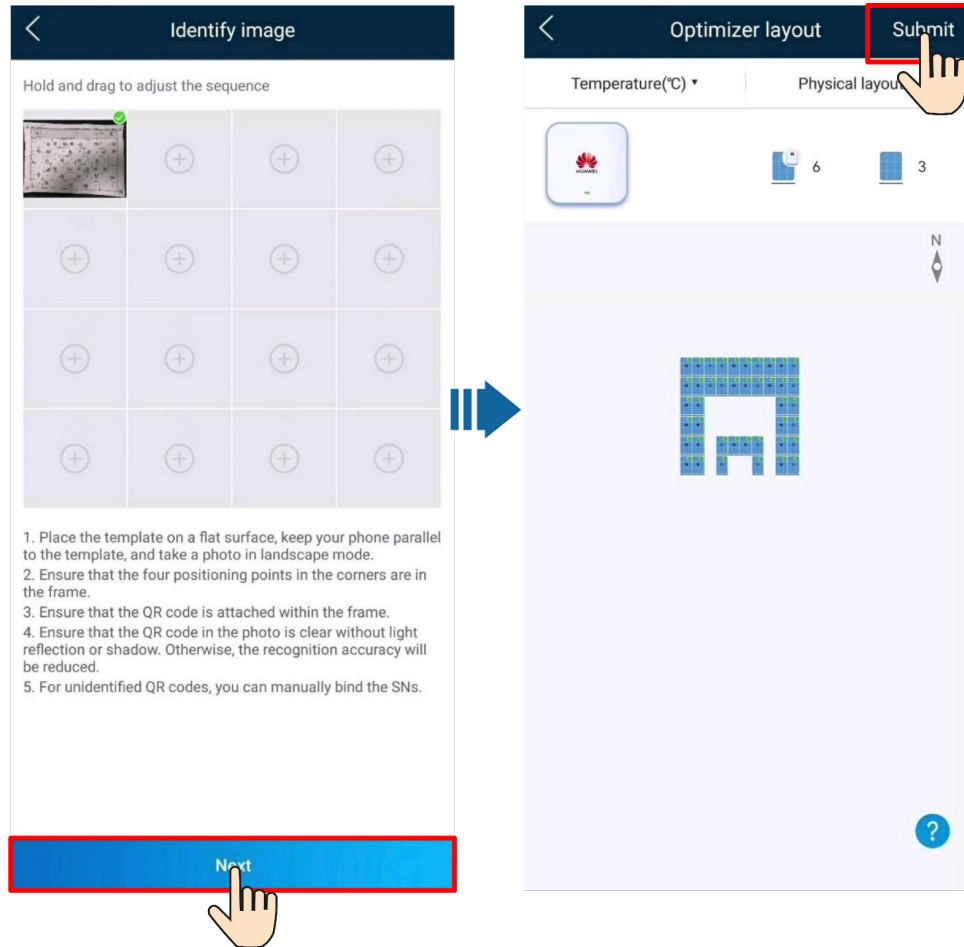 Identify image
Hold and drag to adjust the sequence
1. Place the template on a flat surface, keep your phone parallel
to the template, and take a photo in landscape mode.
2. Ensure that the four positioning points in the corners are in
the frame.
3. Ensure that the QR code is attached within the frame.
4. Ensure that the QR code in the photo is clear without light
reflection or shadow. Otherwise, the recognition accuracy will
be reduced.
5. For unidentified QR codes, you can manually bind the SNs.
Next
Optimizer layout
Submit
Temperature(°C)
Physical layout
HUAWEI
6
3
N
?